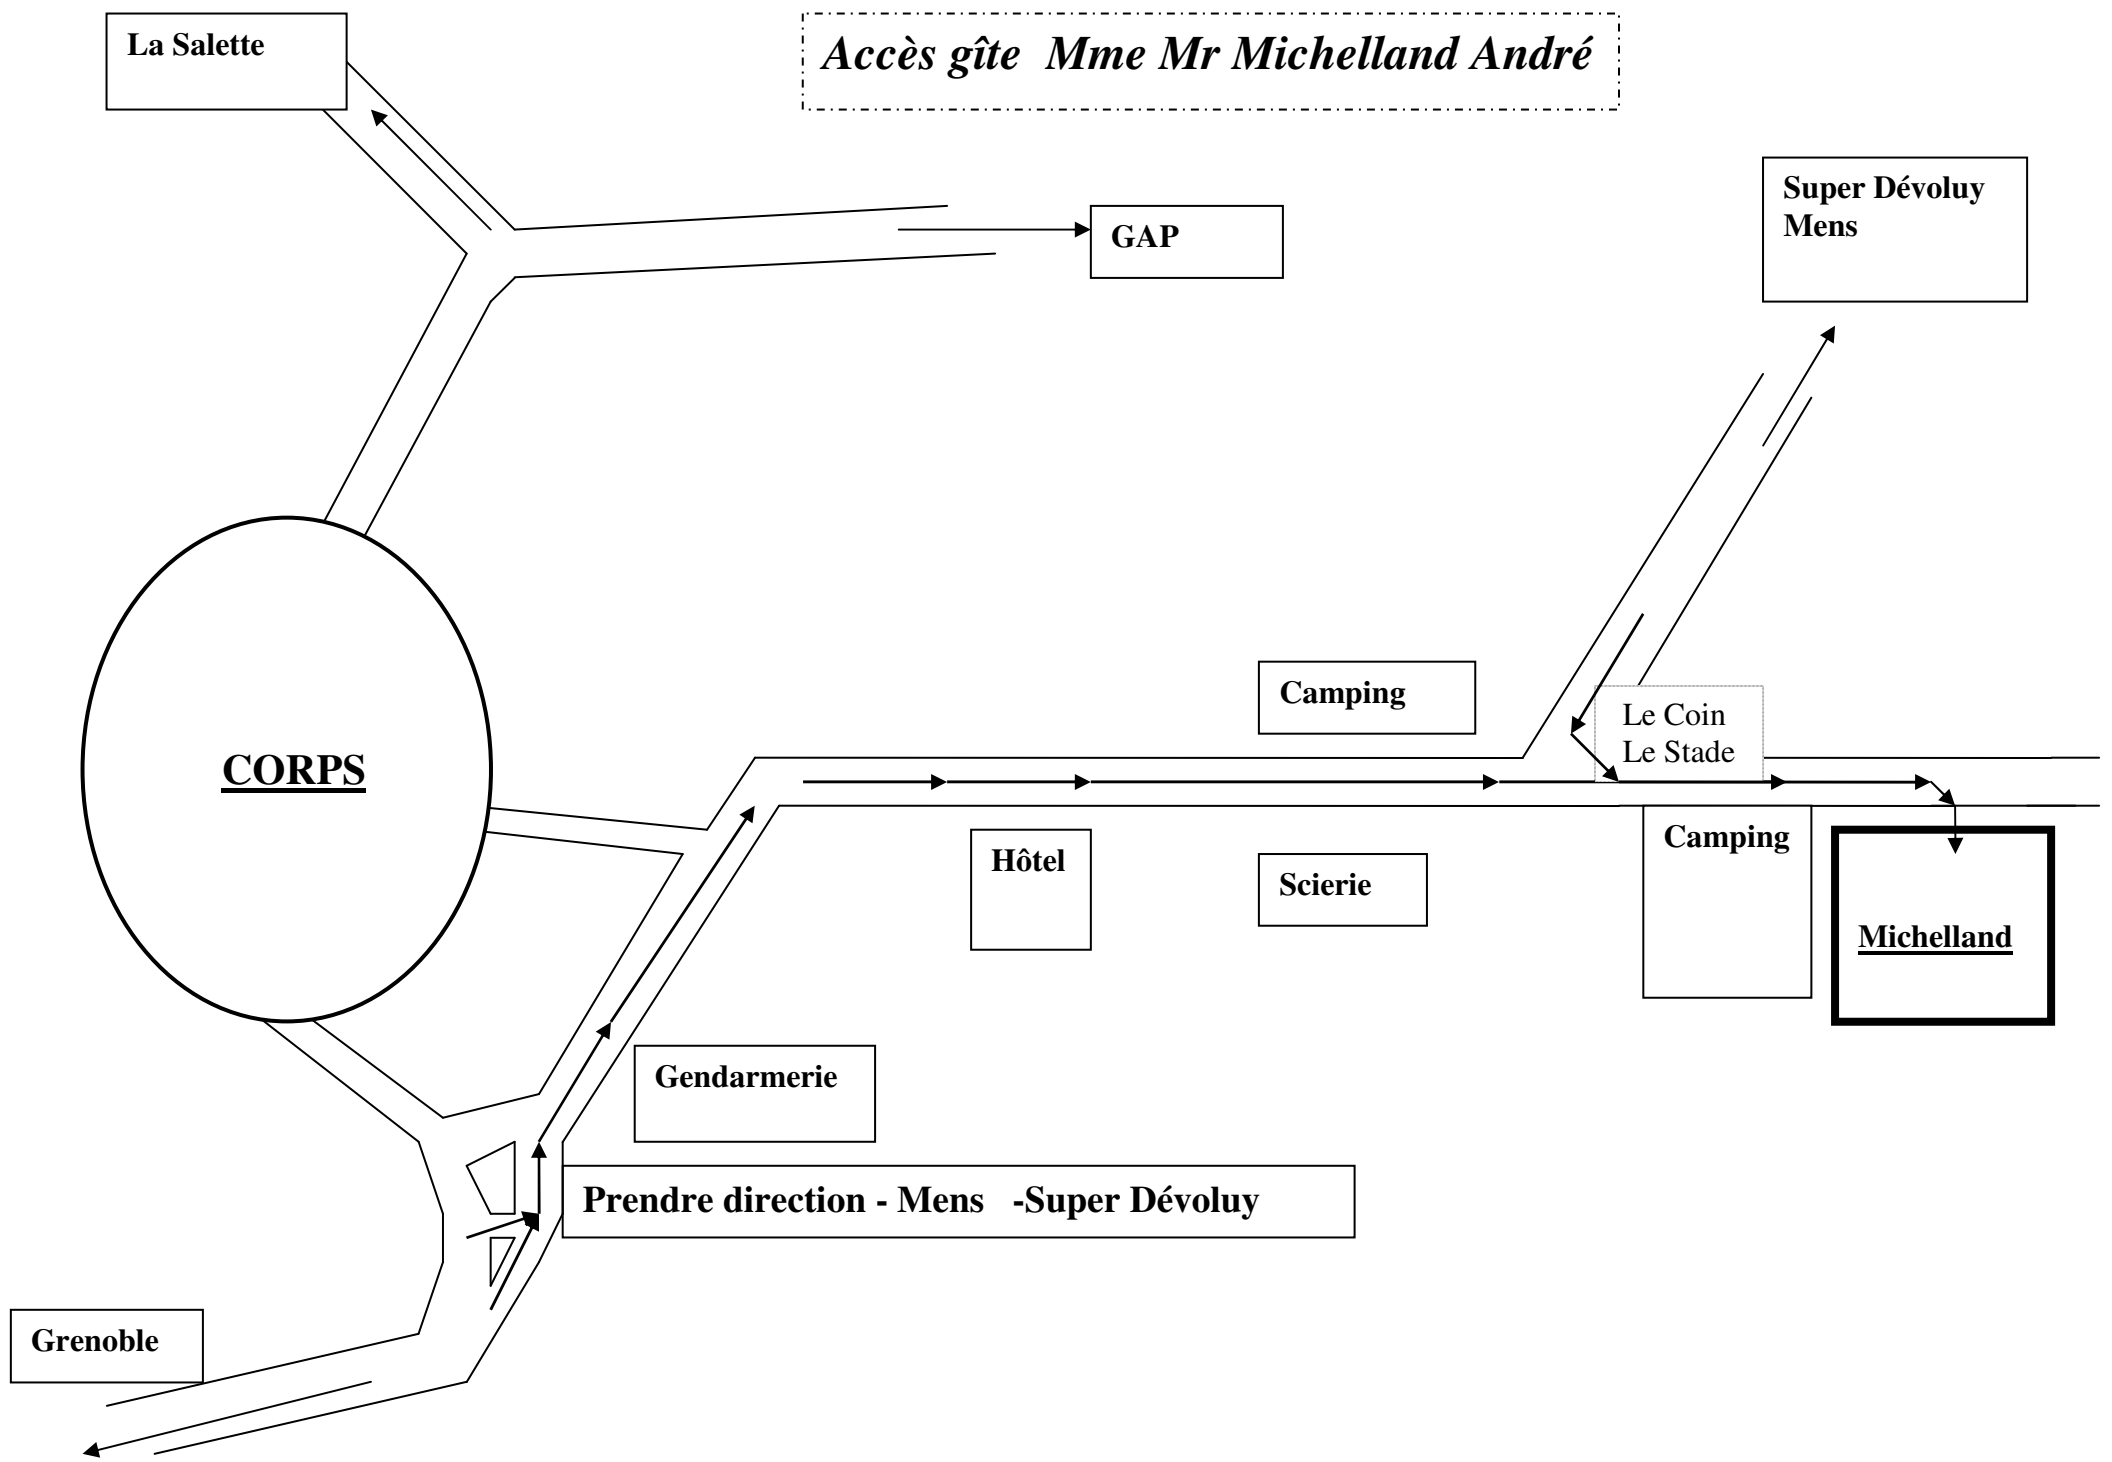 La Salette
Accès gîte  Mme Mr Michelland André
Super Dévoluy
Mens
GAP
Camping
Le Coin
Le Stade
CORPS
Camping
Hôtel
Scierie
Michelland
Gendarmerie
Prendre direction - Mens   -Super Dévoluy
Grenoble